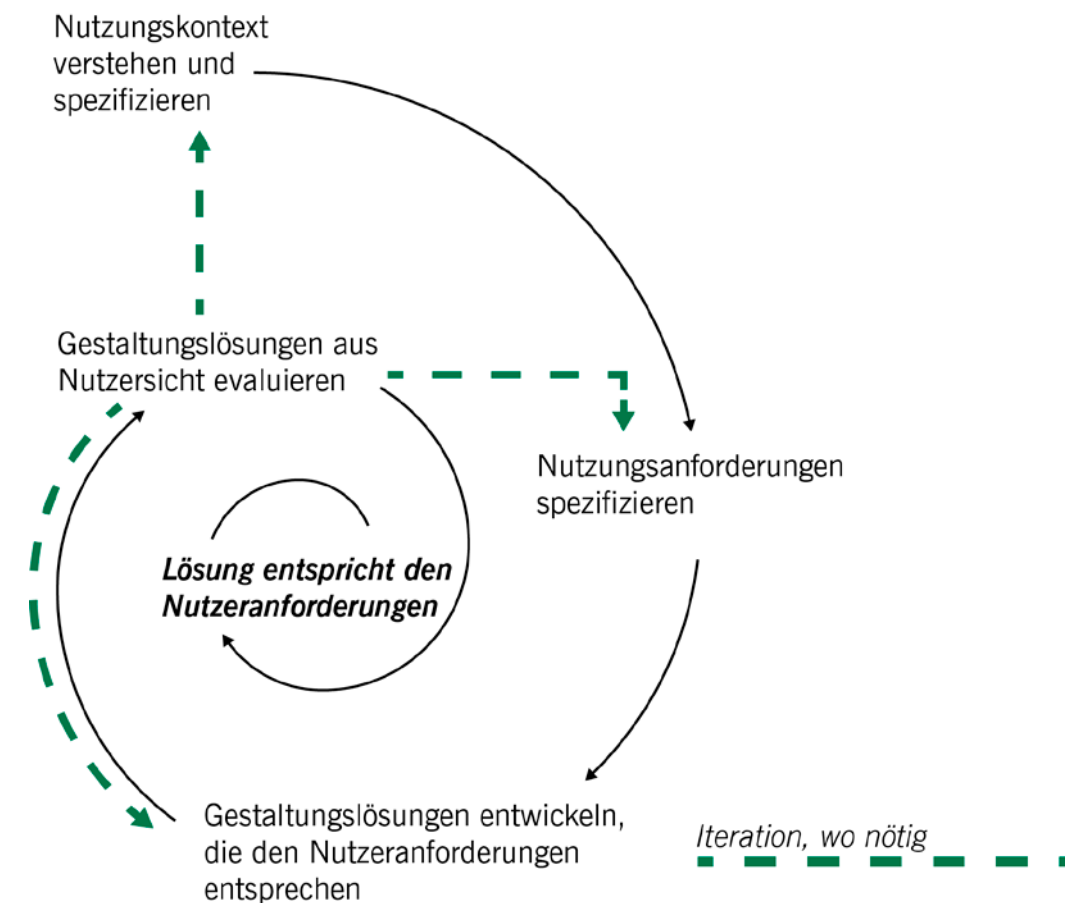 Nutzungskontext
verstehen und
spezifizieren
Gestaltungslösungen aus
Nutzersicht evaluieren
Nutzungsanforderungen
spezifizieren
Lösung entspricht den
Nutzeranforderungen
Gestaltungslösungen entwickeln,
die den Nutzeranforderungen
entsprechen
Iteration, wo nötig